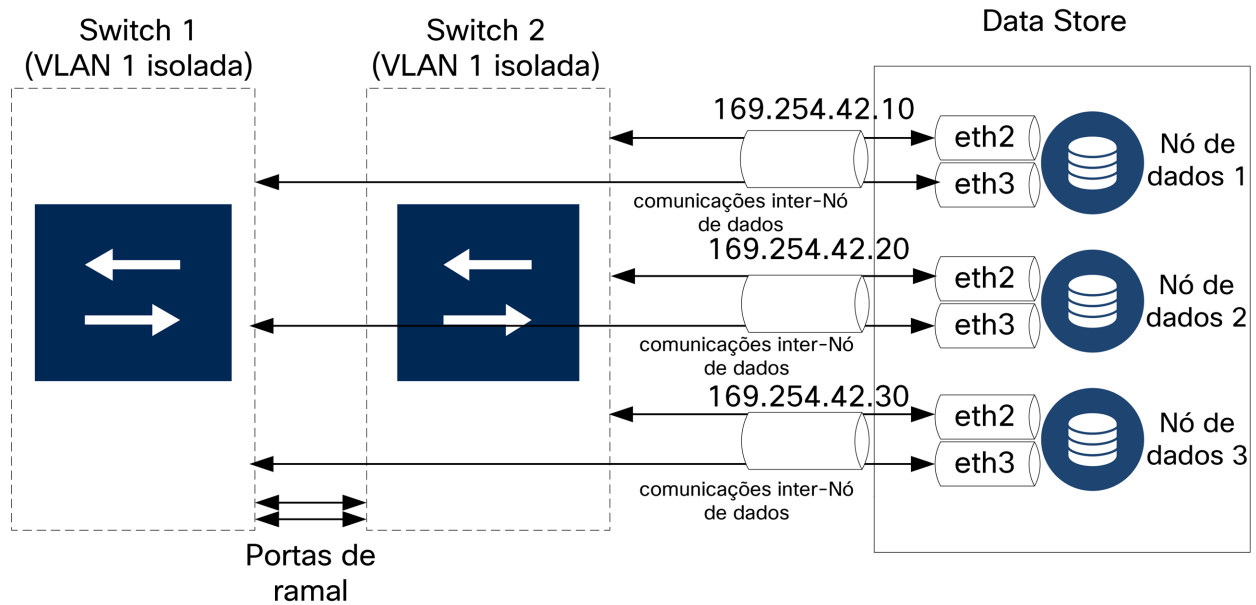 Switch 1
(VLAN 1 isolada)
Switch 2
(VLAN 1 isolada)
Data Store
169.254.42.10
eth2
eth3
Nó de
dados 1
comunicações inter-Nó
de dados
169.254.42.20
eth2
eth3
Nó de
dados 2
comunicações inter-Nó
de dados
169.254.42.30
eth2
eth3
Nó de
dados 3
comunicações inter-Nó
de dados
Portas de
ramal